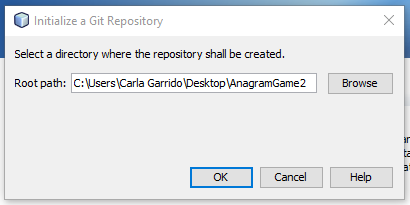 Initialize a Git Repository
Select a directory where the repository shall be created.
Root path: C:\Users\Carla Garrido\Desktop\AnagramGame2 Browse
OK Cancel Help